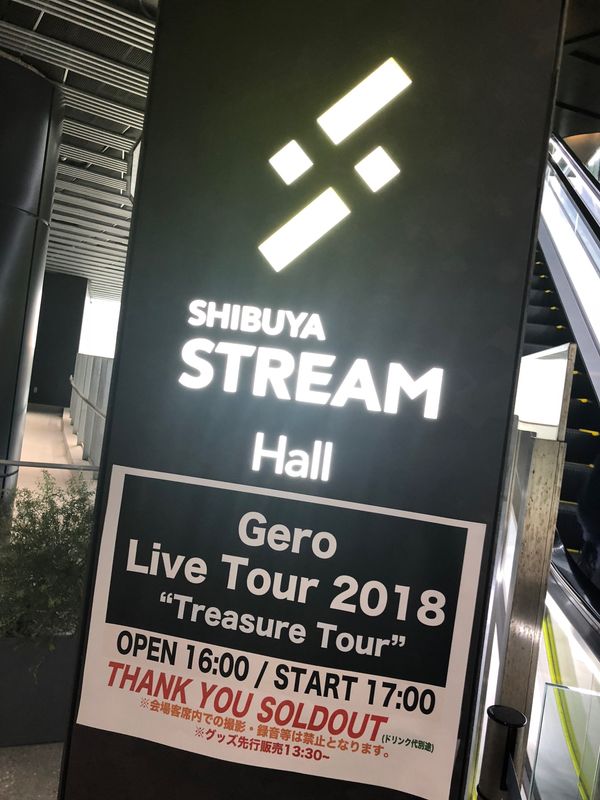 SHIBUYA
STREAM
Hall
Gero
Live Tour 2018
“Treasure Tour”
OPEN 16:00 / START 17:00
THANK YOU SOLDOUT
(ドリンク代別途)
※会場客席内での撮影・録音等は禁止となります。
※グッズ先行販売13:30~